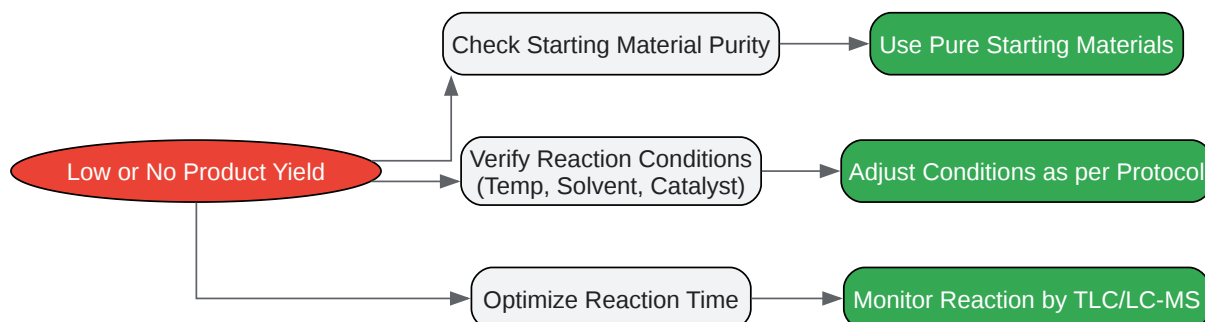 Check Starting Material Purity
Use Pure Starting Materials
Low or No Product Yield
Verify Reaction Conditions
(Temp, Solvent, Catalyst)
Adjust Conditions as per Protocol
Optimize Reaction Time
Monitor Reaction by TLC/LC-MS